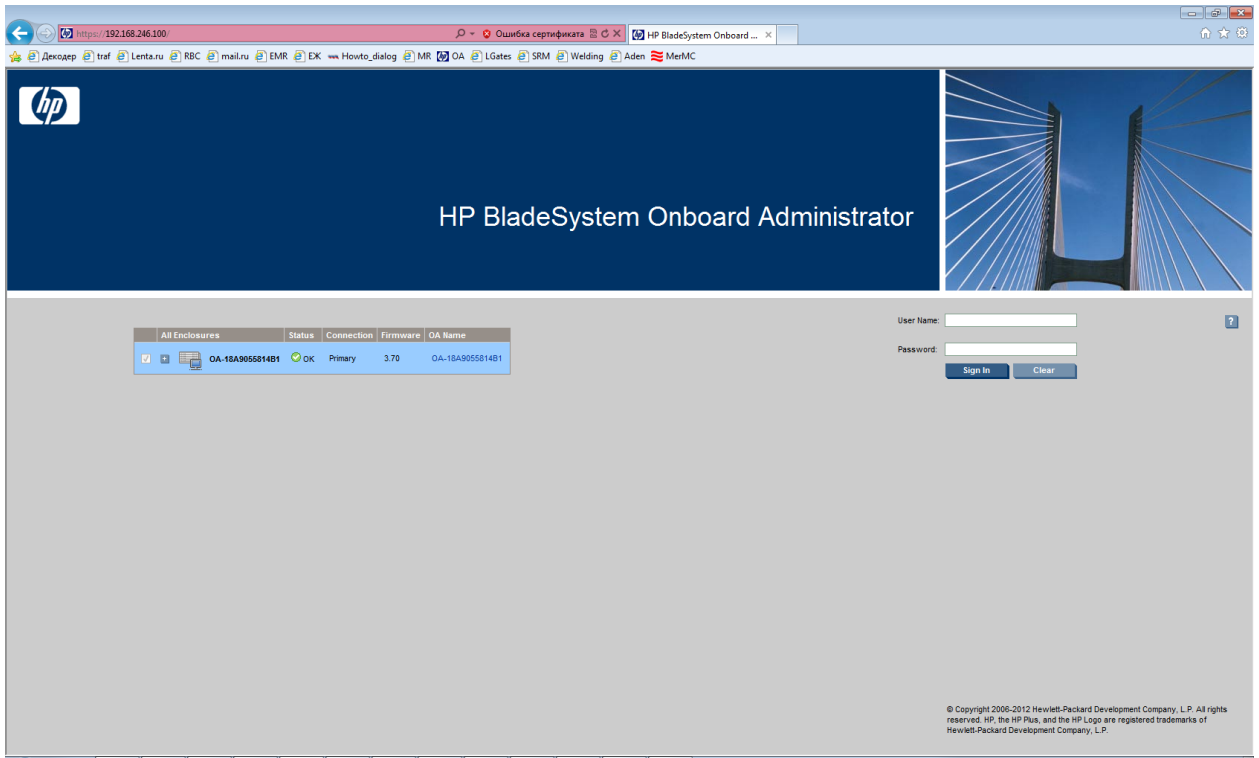 https://192.168.246.100/
Ошибка сертификата
HP BladeSystem Onboard ...
Декодер traf Lenta.ru RBC mail.ru EMR ЕЖ Howto_dialog MR OA LGates SRM Welding Aden MerMC
hp
HP BladeSystem Onboard Administrator
All Enclosures Status Connection Firmware OA Name
OA-18A9055814B1 OK Primary 3.70 OA-18A9055814B1
User Name:
?
Password:
Sign In Clear
© Copyright 2006-2012 Hewlett-Packard Development Company, L.P. All rights
reserved. HP, the HP Plus, and the HP Logo are registered trademarks of
Hewlett-Packard Development Company, L.P.